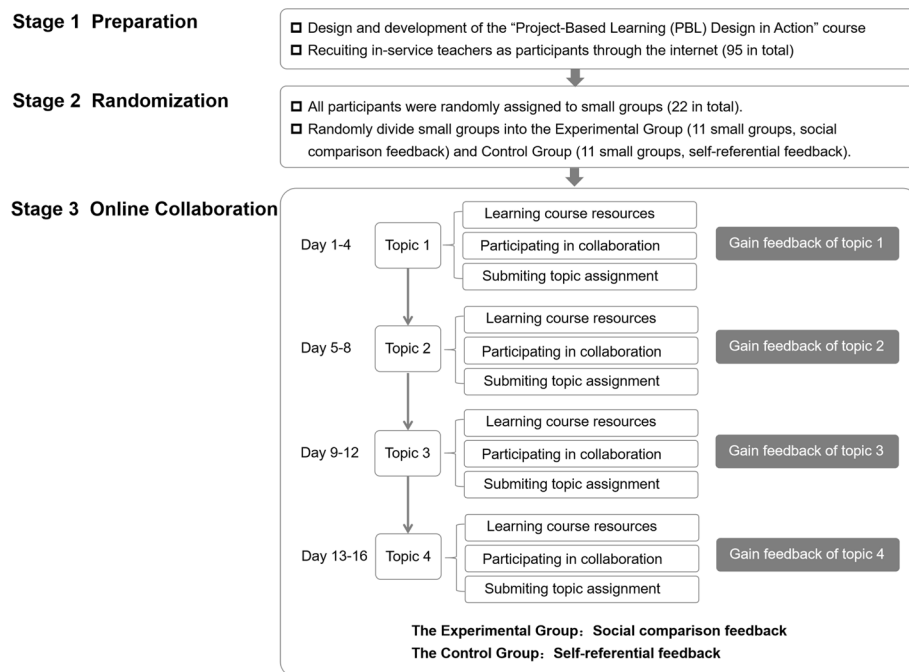 Stage 1 Preparation
Design and development of the “Project-Based Learning (PBL) Design in Action” course
Recuiting in-service teachers as participants through the internet (95 in total)
Stage 2 Randomization
All participants were randomly assigned to small groups (22 in total).
Randomly divide small groups into the Experimental Group (11 small groups, social
comparison feedback) and Control Group (11 small groups, self-referential feedback).
Stage 3 Online Collaboration
Day 1-4
Topic 1
Learning course resources
Participating in collaboration
Submiting topic assignment
Gain feedback of topic 1
Day 5-8
Topic 2
Learning course resources
Participating in collaboration
Submiting topic assignment
Gain feedback of topic 2
Day 9-12
Topic 3
Learning course resources
Participating in collaboration
Submiting topic assignment
Gain feedback of topic 3
Day 13-16
Topic 4
Learning course resources
Participating in collaboration
Submiting topic assignment
Gain feedback of topic 4
The Experimental Group：Social comparison feedback
The Control Group：Self-referential feedback